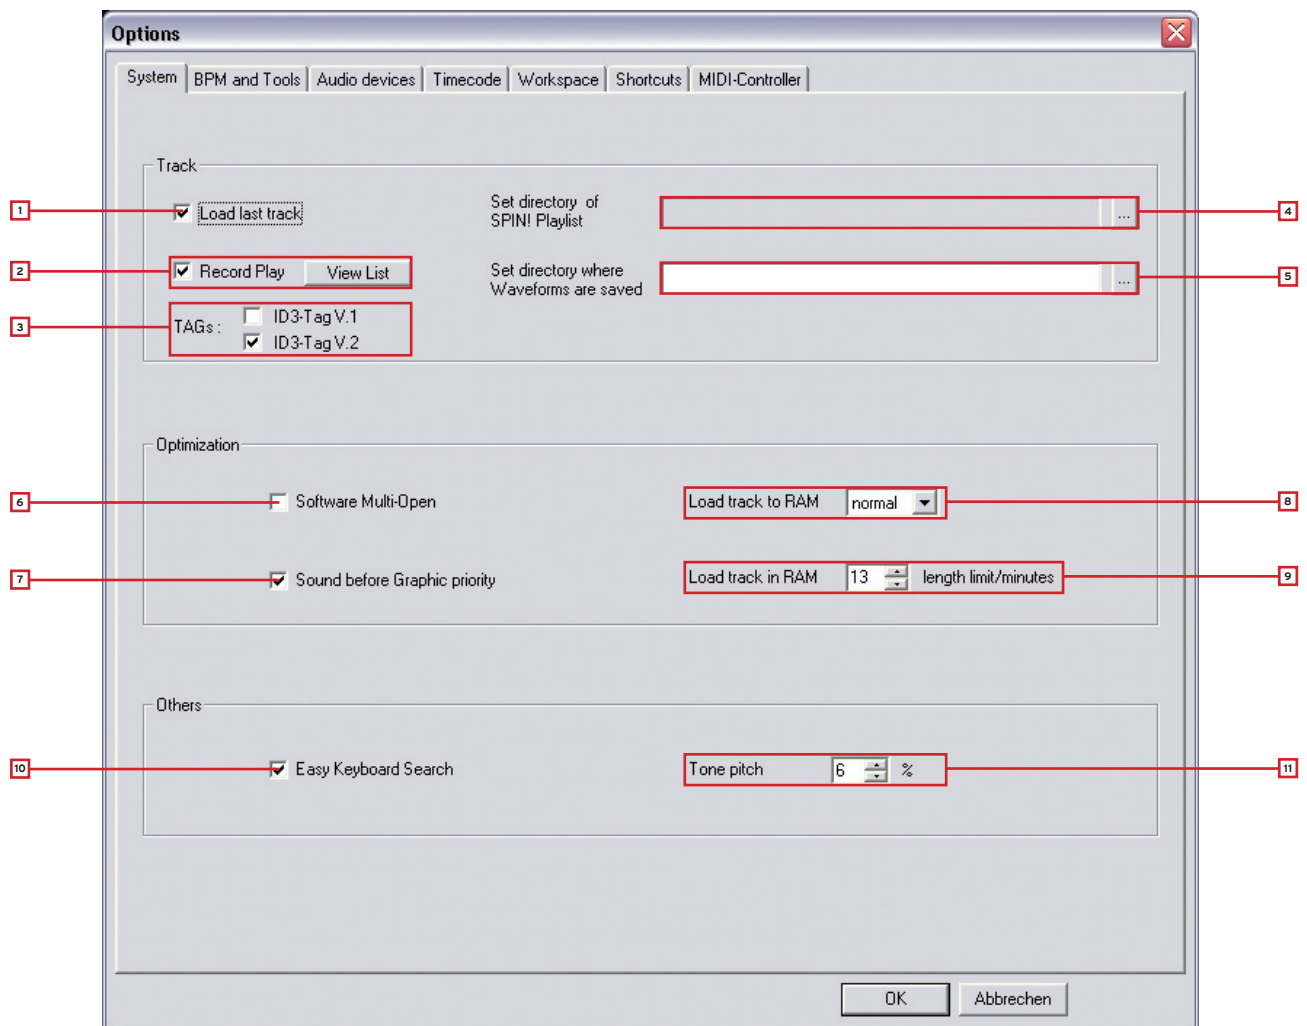 Options
System BPM and Tools Audio devices Timecode Workspace Shortcuts MIDI-Controller
Track
1 Load last track
Set directory of
SPIN! Playlist
... 4
2 Record Play View List
Set directory where
Waveforms are saved
... 5
3 TAGs : ID3-Tag V.1
ID3-Tag V.2
Optimization
6 Software Multi-Open Load track to RAM normal 8
7 Sound before Graphic priority Load track in RAM 13 length limit/minutes 9
Others
10 Easy Keyboard Search Tone pitch 6 % 11
OK Abbrechen